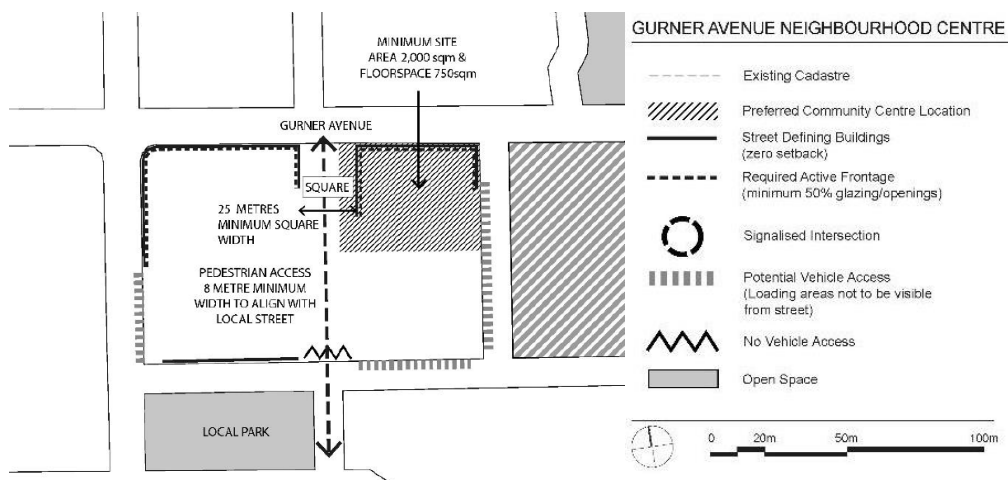 MINIMUM SITE
AREA 2,000 sqm &
FLOORSPACE 750sqm
GURNER AVENUE
SQUARE
25 METRES
MINIMUM SQUARE
WIDTH
PEDESTRIAN ACCESS
8 METRE MINIMUM
WIDTH TO ALIGN WITH
LOCAL STREET
LOCAL PARK
GURNER AVENUE NEIGHBOURHOOD CENTRE
Existing Cadastre
Preferred Community Centre Location
Street Defining Buildings
(zero setback)
Required Active Frontage
(minimum 50% glazing/openings)
Signalised Intersection
Potential Vehicle Access
(Loading areas not to be visible
from street)
No Vehicle Access
Open Space
0 20m 50m 100m